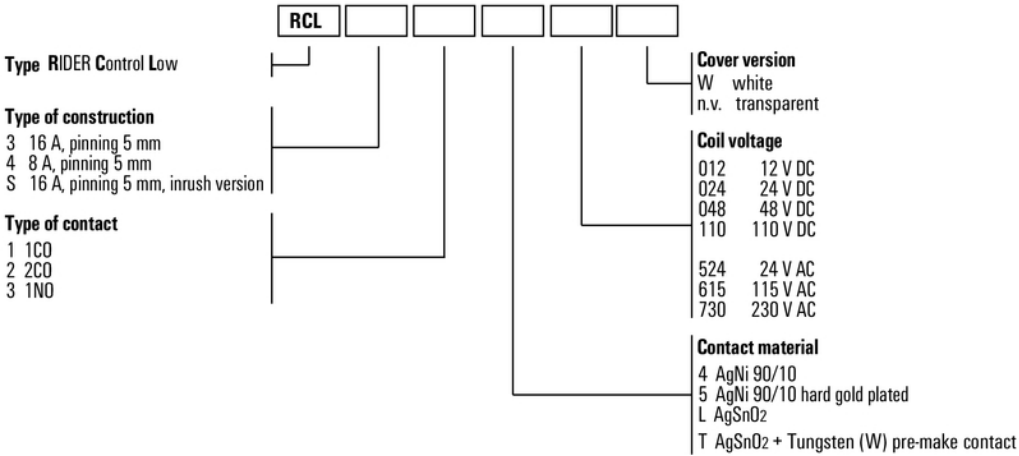 RCL
Type RIDER Control Low
Type of construction
3 16 A, pinning 5 mm
4 8 A, pinning 5 mm
S 16 A, pinning 5 mm, inrush version
Type of contact
1 1CO
2 2CO
3 1NO
Cover version
W white
n.v. transparent
Coil voltage
012 12 V DC
024 24 V DC
048 48 V DC
110 110 V DC
524 24 V AC
615 115 V AC
730 230 V AC
Contact material
4 AgNi 90/10
5 AgNi 90/10 hard gold plated
L AgSnO2
T AgSnO2 + Tungsten (W) pre-make contact